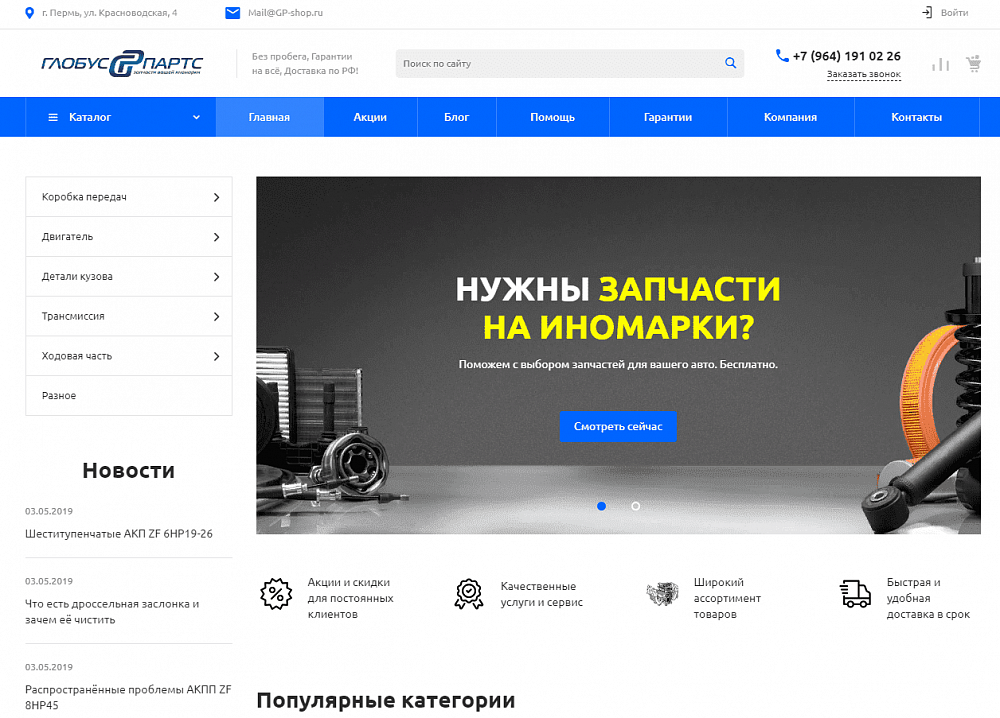 г. Пермь, ул. Красноводская, 4
Mail@GP-shop.ru
Войти
ГЛОБУС ПАРТС
запчасти вашей иномарки
Без пробега, Гарантии
на всё, Доставка по РФ!
Поиск по сайту
+7 (964) 191 02 26
Заказать звонок
Каталог
Главная
Акции
Блог
Помощь
Гарантии
Компания
Контакты
Коробка передач
Двигатель
Детали кузова
Трансмиссия
Ходовая часть
Разное
НУЖНЫ ЗАПЧАСТИ
НА ИНОМАРКИ?
Поможем с выбором запчастей для вашего авто. Бесплатно.
Смотреть сейчас
Новости
03.05.2019
Шеститупенчатые АКП ZF 6HP19-26
03.05.2019
Что есть дроссельная заслонка и
зачем её чистить
03.05.2019
Распространённые проблемы АКПП ZF
8HP45
Акции и скидки
для постоянных
клиентов
Качественные
услуги и сервис
Широкий
ассортимент
товаров
Быстрая и
удобная
доставка в срок
Популярные категории